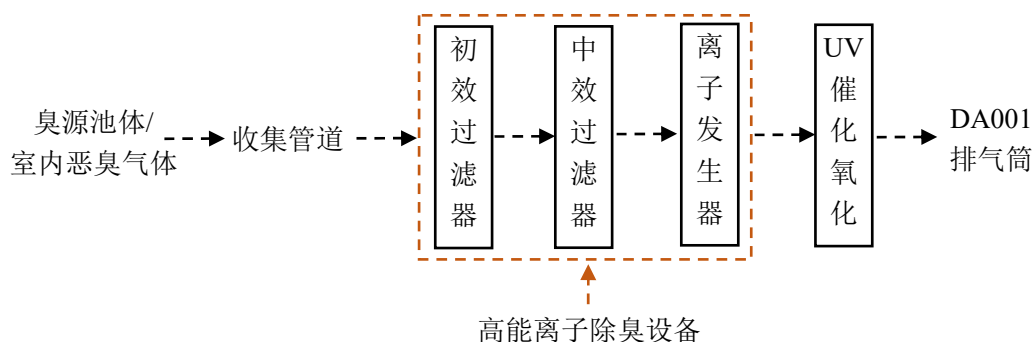 臭源池体/
室内恶臭气体
收集管道
初效过滤器
中效过滤器
离子发生器
UV催化氧化
DA001
排气筒
高能离子除臭设备